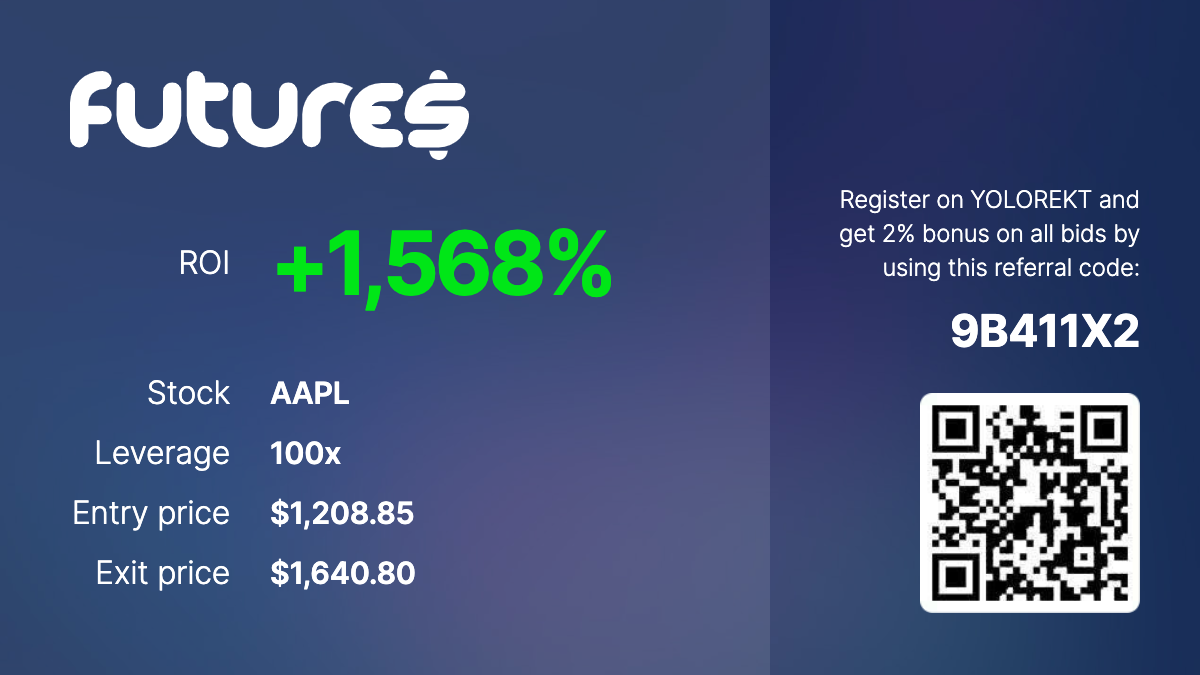 futures
ROI +1,568%
Stock AAPL
Leverage 100x
Entry price $1,208.85
Exit price $1,640.80
Register on YOLOREKT and
get 2% bonus on all bids by
using this referral code:
9B411X2